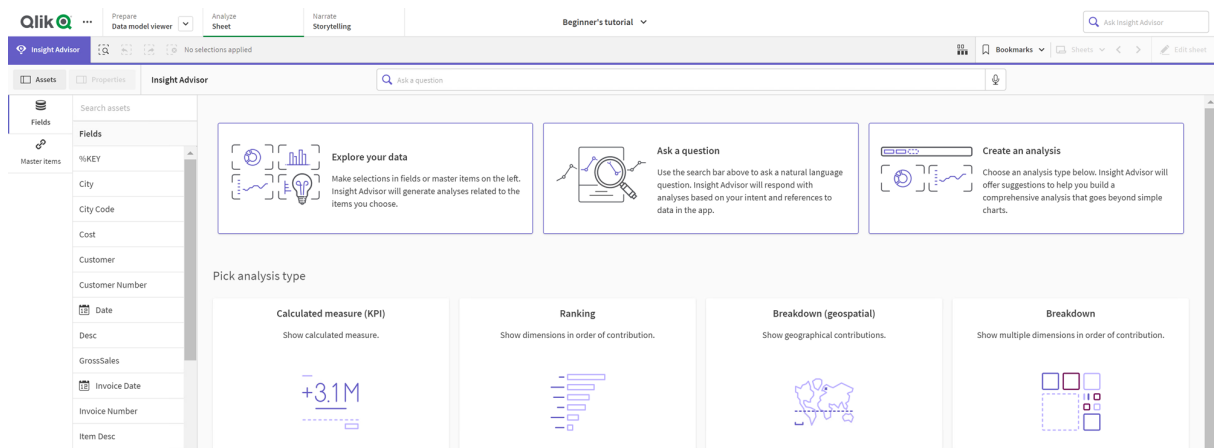 Qlik Q ...
Prepare
Data model viewer
Analyze
Sheet
Narrate
Storytelling
Beginner's tutorial
Ask Insight Advisor
Insight Advisor
No selections applied
Bookmarks
Sheets
Edit sheet
Assets
Properties
Insight Advisor
Ask a question
Fields
Master items
Search assets
Fields
%KEY
City
City Code
Cost
Customer
Customer Number
Date
Desc
GrossSales
Invoice Date
Invoice Number
Item Desc
Explore your data
Make selections in fields or master items on the left.
Insight Advisor will generate analyses related to the
items you choose.
Ask a question
Use the search bar above to ask a natural language
question. Insight Advisor will respond with
analyses based on your intent and references to
data in the app.
Create an analysis
Choose an analysis type below. Insight Advisor will
offer suggestions to help you build a
comprehensive analysis that goes beyond simple
charts.
Pick analysis type
Calculated measure (KPI)
Show calculated measure.
+3.1M
Ranking
Show dimensions in order of contribution.
Breakdown (geospatial)
Show geographical contributions.
Breakdown
Show multiple dimensions in order of contribution.